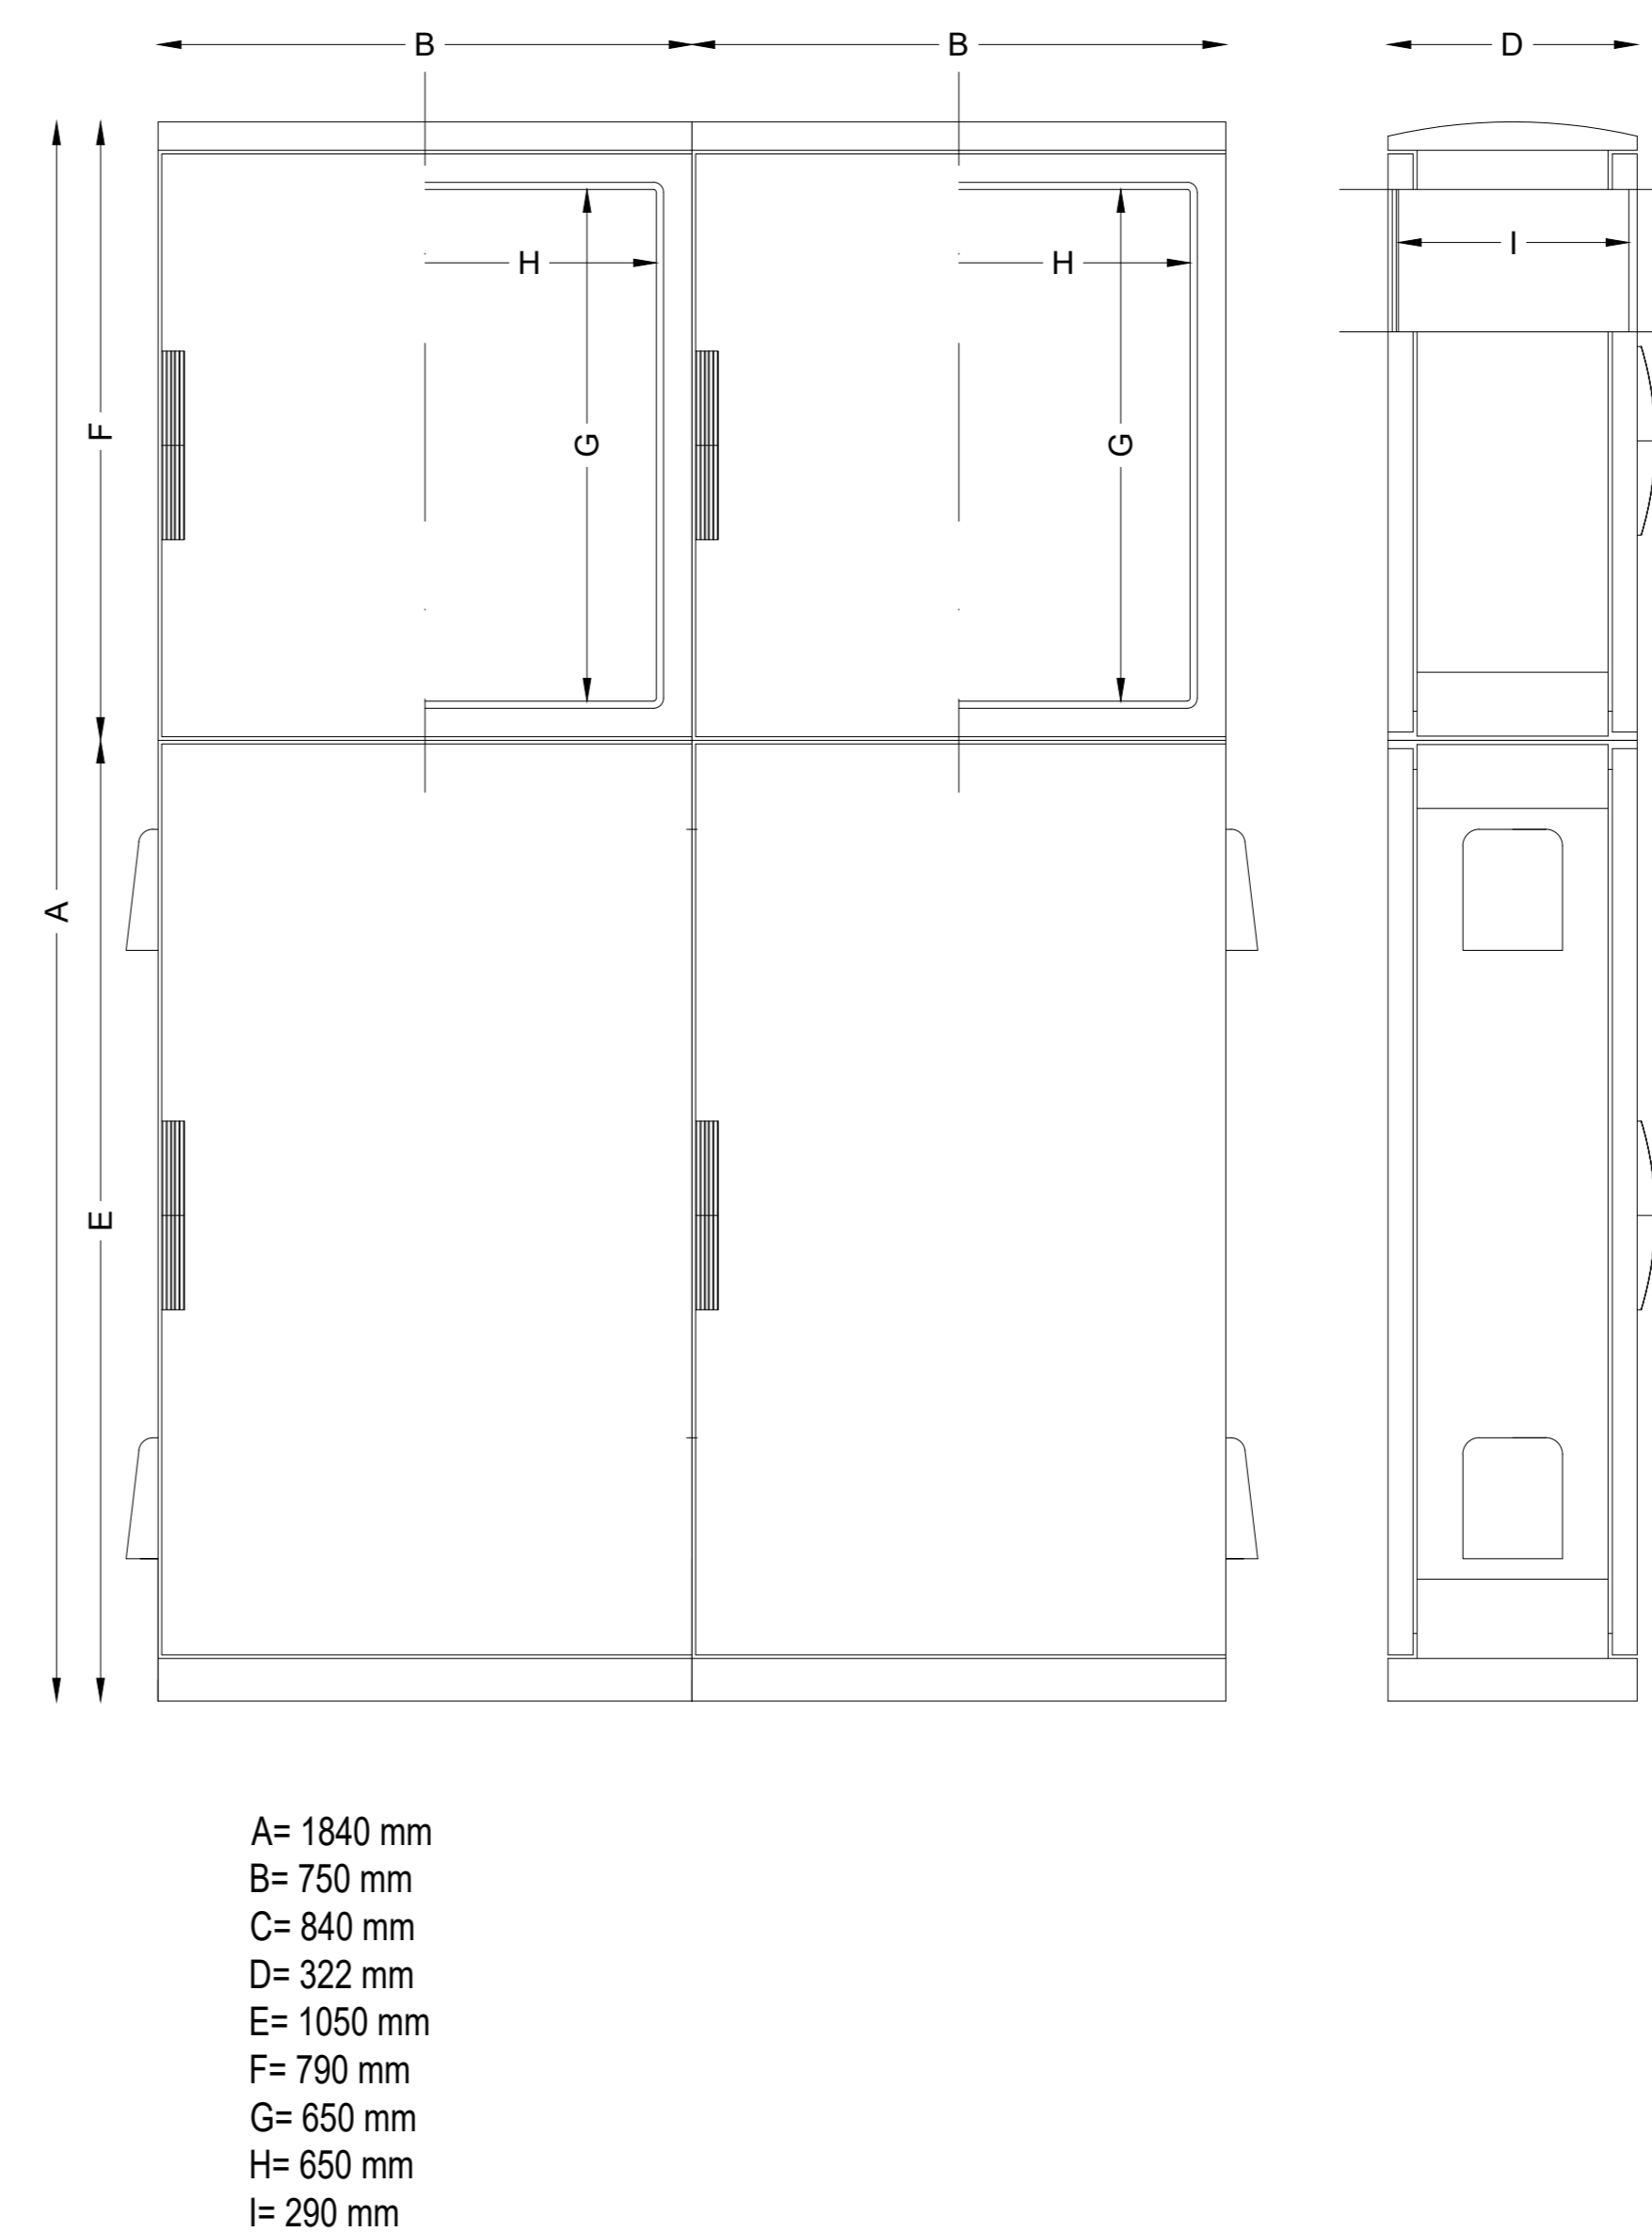 B B D
H H I
F G G
A
E
A= 1840 mm
B= 750 mm
C= 840 mm
D= 322 mm
E= 1050 mm
F= 790 mm
G= 650 mm
H= 650 mm
I= 290 mm